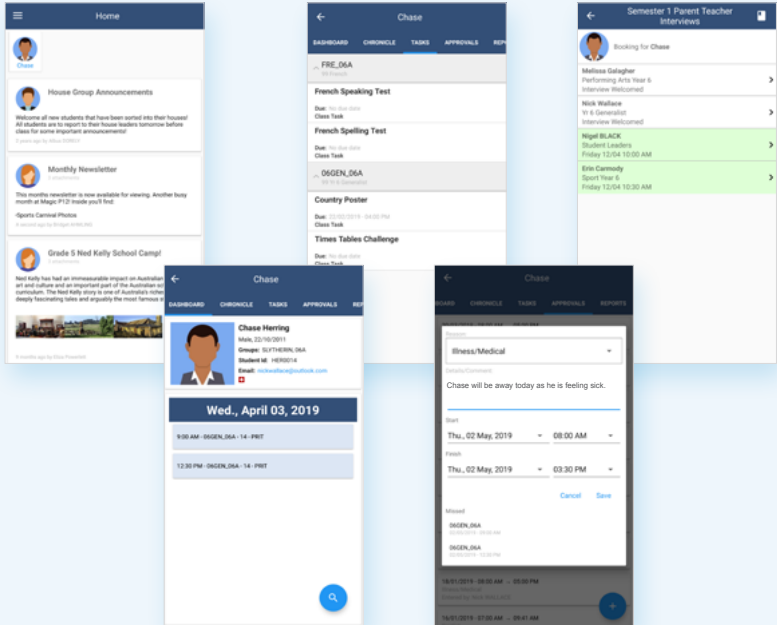 Home
Chase
House Group Announcements
Welcome all new students that have been sorted into their houses!
All students are to report to their house leaders tomorrow before
class for some important announcements!
Monthly Newsletter
This months newsletter is now available for viewing. Another busy
month at Magic P12! Inside you'll find:
-Sports Carnival Photos
Grade 5 Ned Kelly School Camp!
Ned Kelly has had an immeasurable impact on Australian
art and culture and an important part of the Australian
curriculum. The Ned Kelly story is one of Australia's
deeply fascinating tales and arguably the most famous
Chase
DASHBOARD CHRONICLE TASKS APPROVALS
FRE_06A
French Speaking Test
Due: No due date
Class Task
French Spelling Test
Due: No due date
Class Task
06GEN_06A
Country Poster
Due: 22/02/2019 - 04:00 PM
Class Task
Times Tables Challenge
Due: No due date
Class Task
Semester 1 Parent Teacher
Interviews
Booking for Chase
Melissa Galagher
Performing Arts Year 6
Interview Welcomed
Nick Wallace
Yr 6 Generalist
Interview Welcomed
Nigel BLACK
Student Leaders
Friday 12/04 10:00 AM
Erin Carmody
Sport Year 6
Friday 12/04 10:30 AM
Chase
DASHBOARD CHRONICLE TASKS APPROVALS
Chase Herring
Male, 22/10/2011
Groups: SLYTHERIN, 06A
Student Id: HER0014
Email: nickwallace@outlook.com
Wed., April 03, 2019
9:00 AM - 06GEN_06A - 14 - PRIT
12:30 PM - 06GEN_06A - 14 - PRIT
Chase
CHRONICLE TASKS APPROVALS REPORTS
Illness/Medical
Details/Comment
Chase will be away today as he is feeling sick.
Start
Thu., 02 May, 2019 08:00 AM
Finish
Thu., 02 May, 2019 03:30 PM
Cancel Save
Missed
06GEN_06A
06GEN_06A